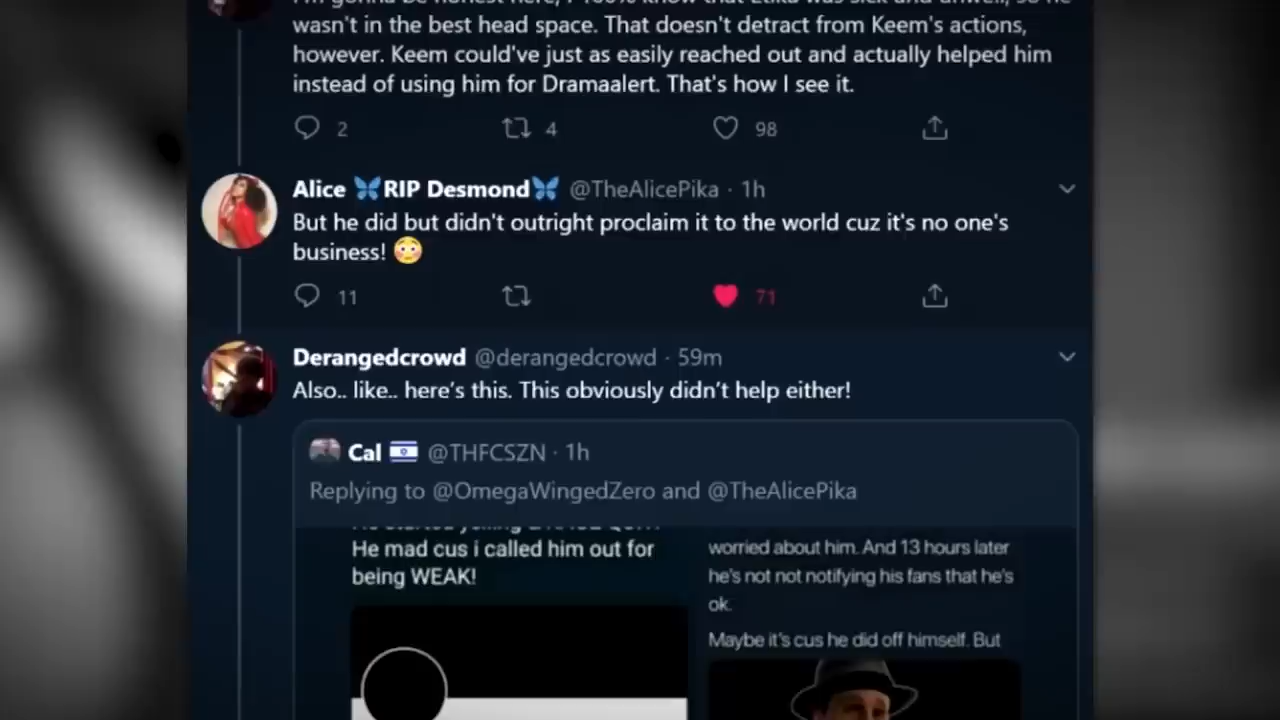 wasn't in the best head space. That doesn't detract from Keem's actions,
however. Keem could've just as easily reached out and actually helped him
instead of using him for Dramaalert. That's how I see it.
2 4 98
Alice 🦋RIP Desmond🦋 @TheAlicePika · 1h
But he did but didn't outright proclaim it to the world cuz it's no one's
business! 😳
11 71
Derangedcrowd @derangedcrowd · 59m
Also.. like.. here's this. This obviously didn't help either!
Cal 🇮🇱 @THFCSZN · 1h
Replying to @OmegaWingedZero and @TheAlicePika
He mad cus i called him out for
being WEAK!
worried about him. And 13 hours later
he's not not notifying his fans that he's
ok.
Maybe it's cus he did off himself. But